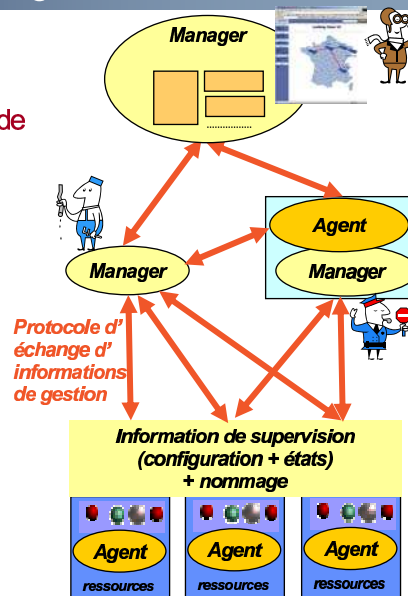 Manager
de
....................
Agent
Manager
Manager
Protocole d'
échange d'
informations
de gestion
Information de supervision
(configuration + états)
+ nommage
Agent
Agent
Agent
ressources
ressources
ressources